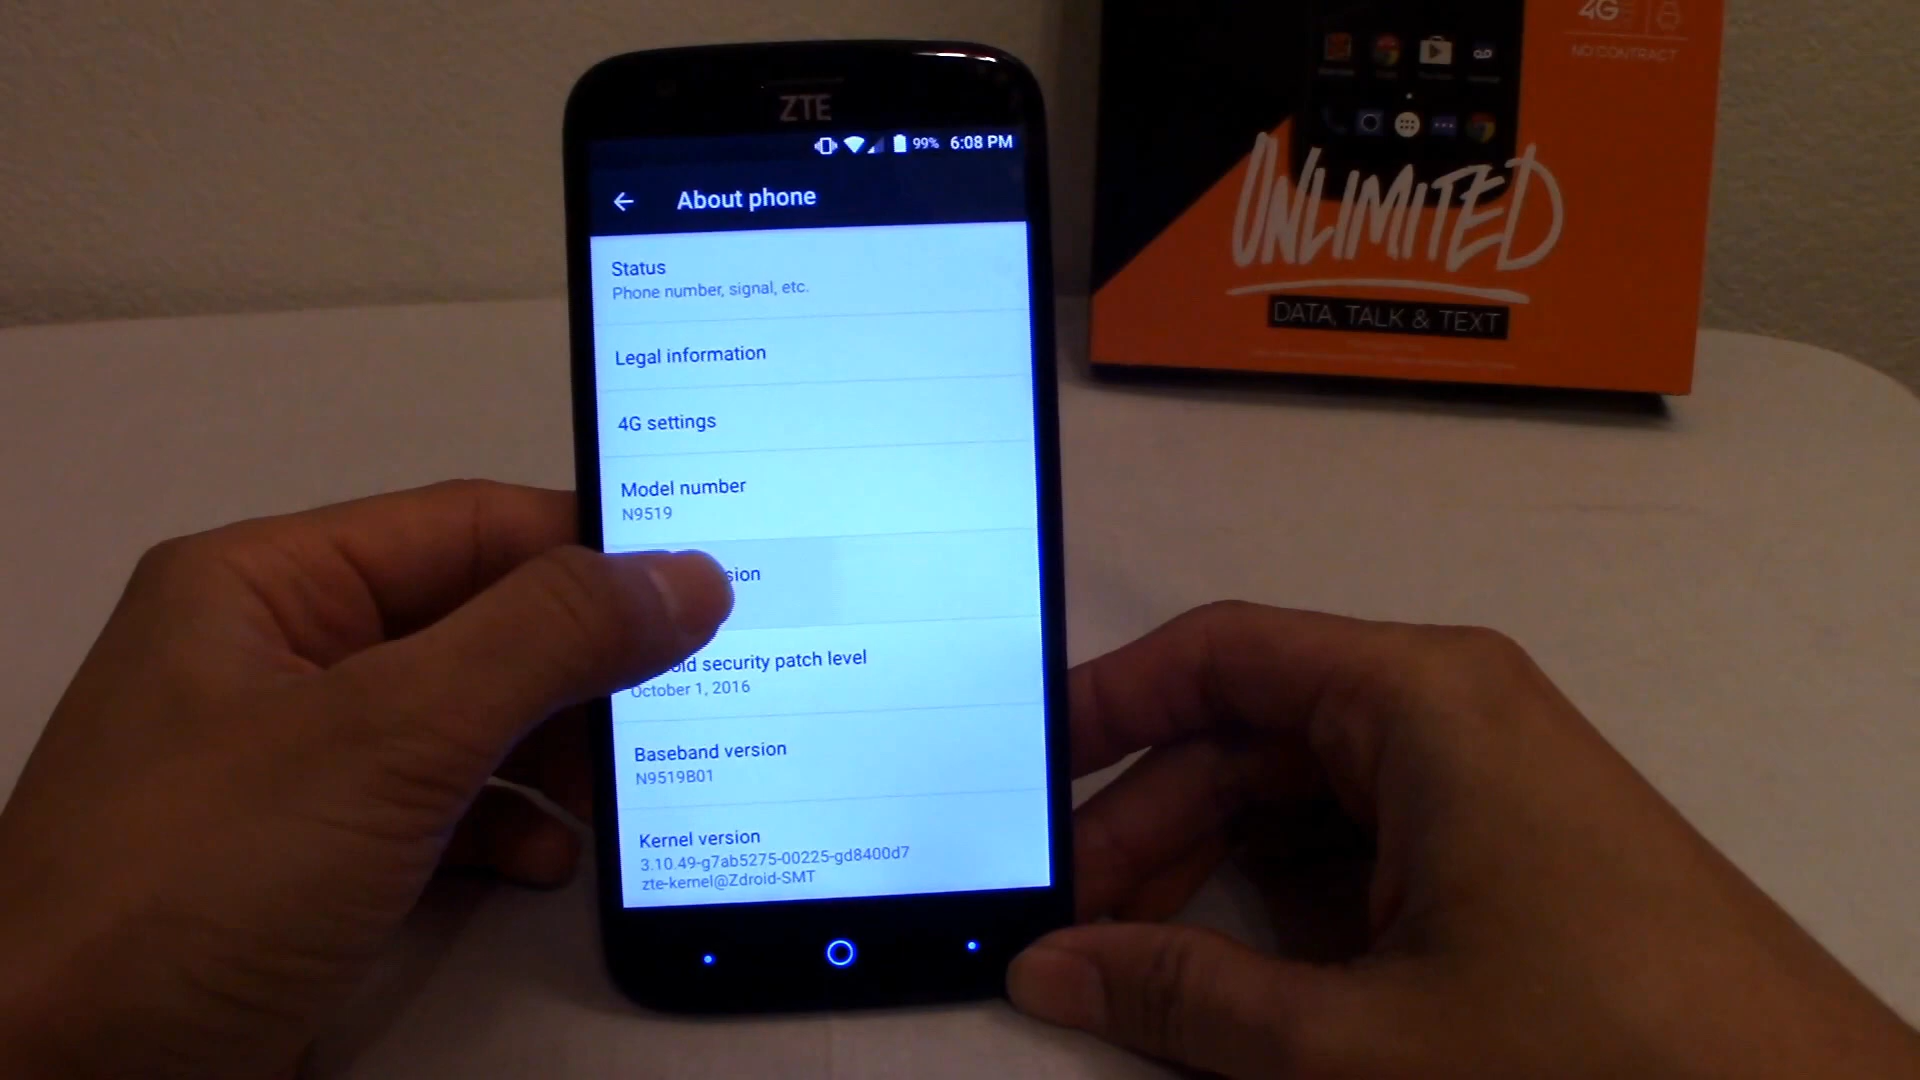 ZTE
99% 6:08 PM
About phone
Status
Phone number, signal, etc.
Legal information
4G settings
Model number
N9519
sion
oid security patch level
October 1, 2016
Baseband version
N9519B01
Kernel version
3.10.49-g7ab5275-00225-gd8400d7
zte-kernel@Zdroid-SMT
4G
NO CONTRACT
UNLIMITED
DATA, TALK & TEXT